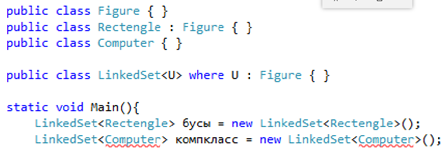 public class Figure { }
public class Rectengle : Figure { }
public class Computer { }
public class LinkedSet<U> where U : Figure { }
static void Main(){
LinkedSet<Rectengle> бусы = new LinkedSet<Rectengle>();
LinkedSet<Computer> компкласс = new LinkedSet<Computer>();